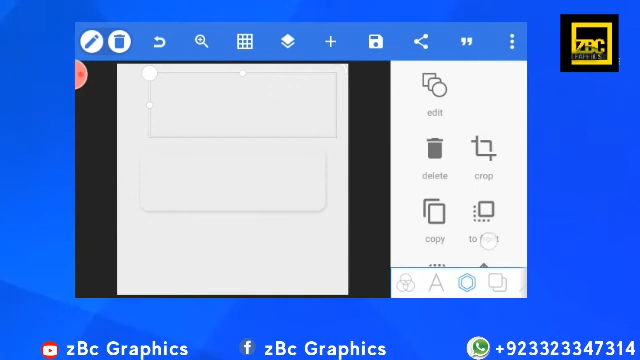 zBC
GRAPHICS
edit
delete crop
copy to front
zBc Graphics zBc Graphics +923323347314